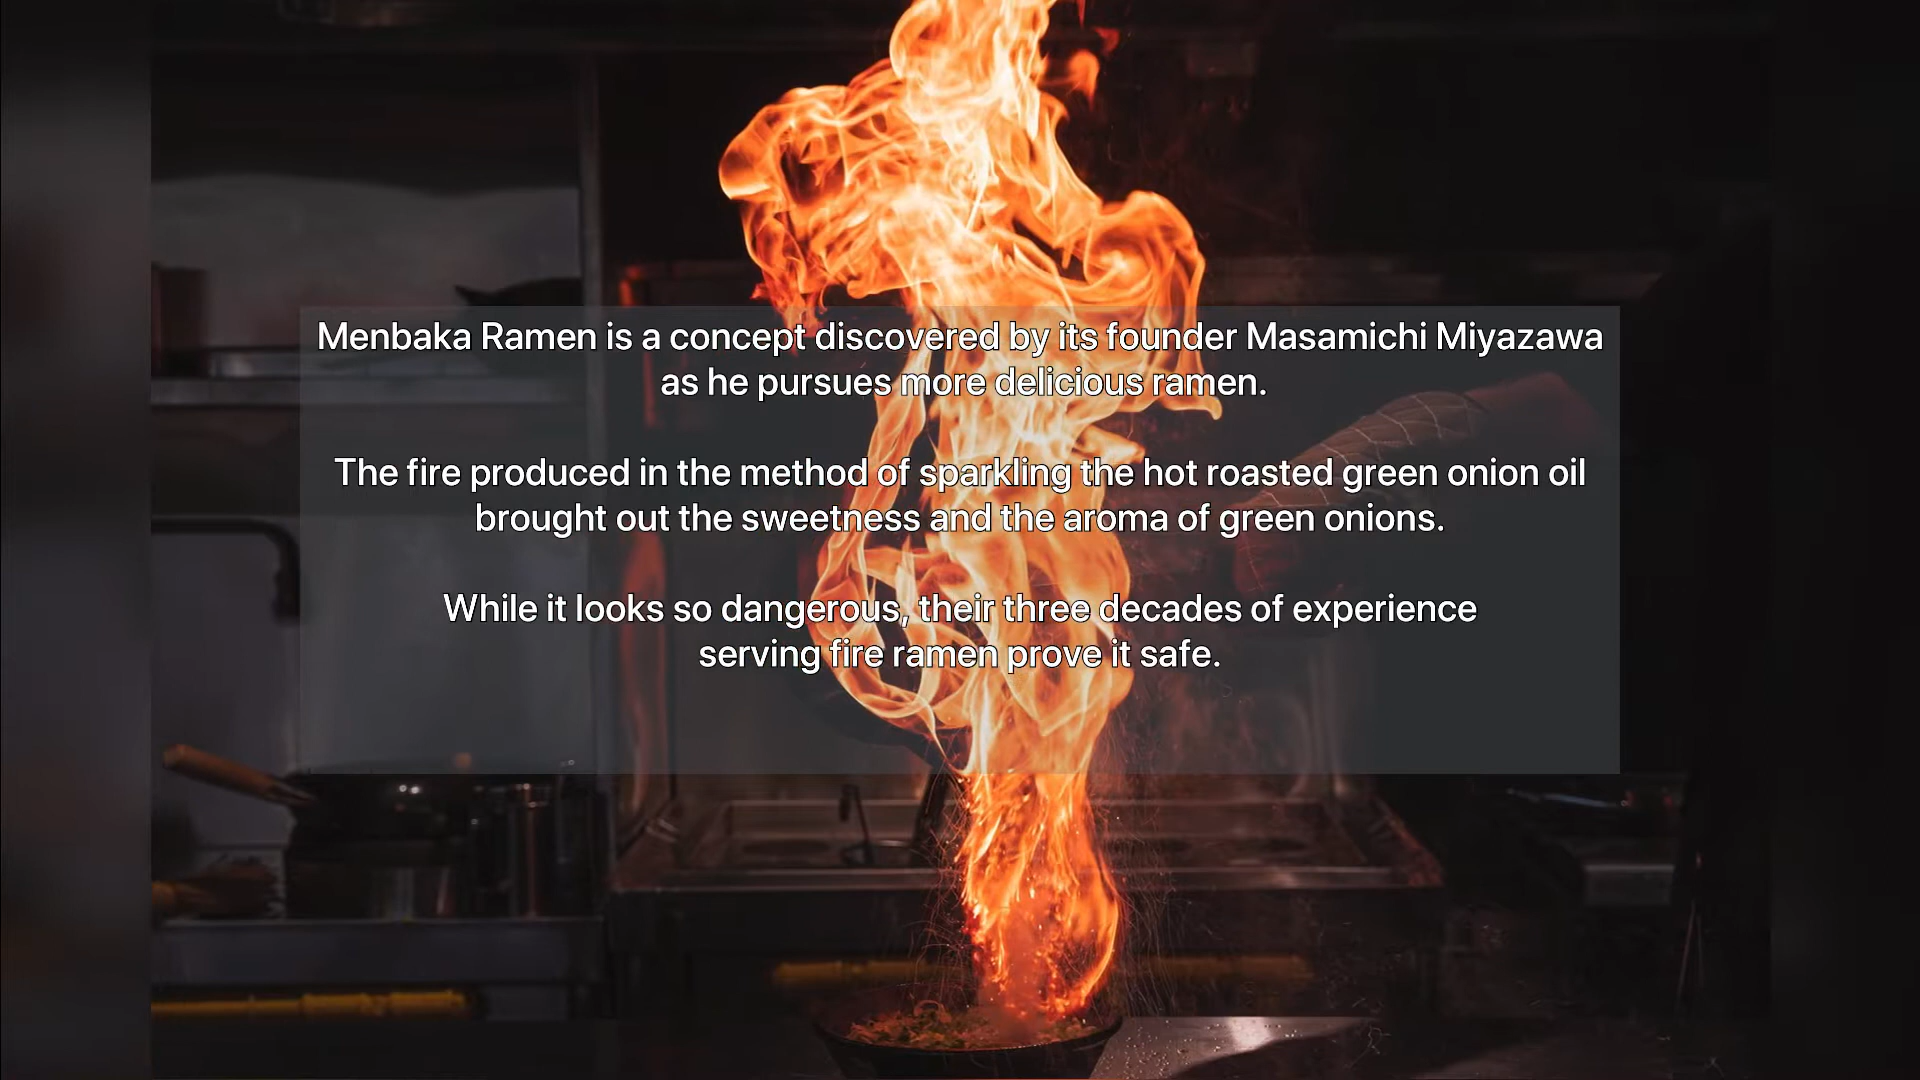 Menbaka Ramen is a concept discovered by its founder Masamichi Miyazawa
as he pursues more delicious ramen.
The fire produced in the method of sparkling the hot roasted green onion oil
brought out the sweetness and the aroma of green onions.
While it looks so dangerous, their three decades of experience
serving fire ramen prove it safe.